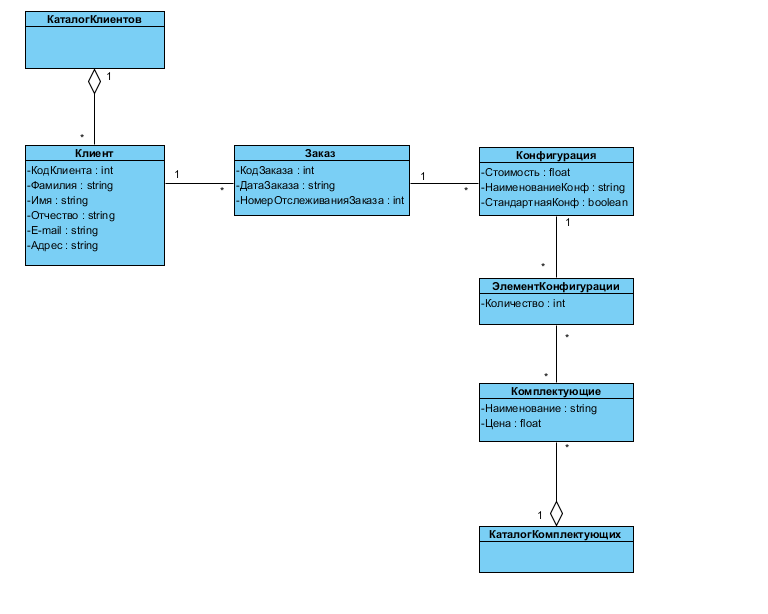 КаталогКлиентов
1
*
Клиент
-КодКлиента : int
-Фамилия : string
-Имя : string
-Отчество : string
-E-mail : string
-Адрес : string
1
*
Заказ
-КодЗаказа : int
-ДатаЗаказа : string
-НомерОтслеживанияЗаказа : int
1
*
Конфигурация
-Стоимость : float
-НаименованиеКонф : string
-СтандартнаяКонф : boolean
1
*
ЭлементКонфигурации
-Количество : int
*
*
Комплектующие
-Наименование : string
-Цена : float
*
1
КаталогКомплектующих